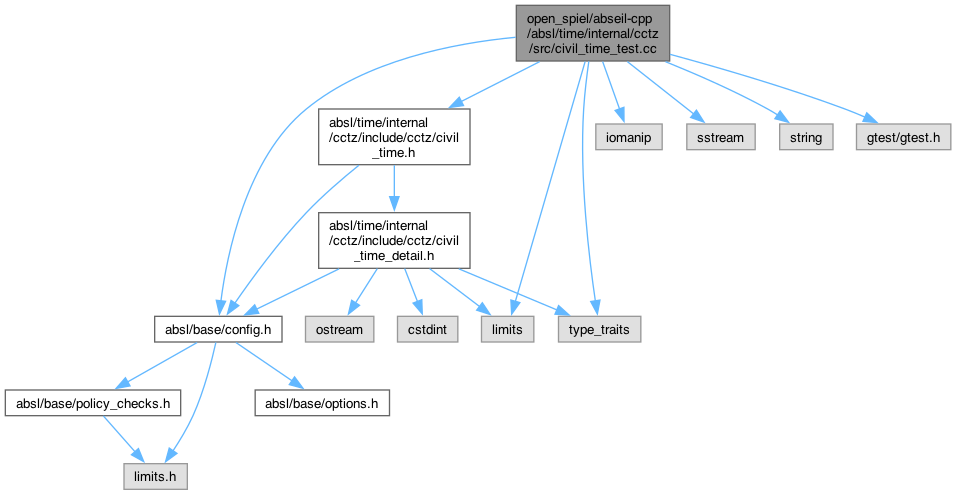 open_spiel/abseil-cpp
/absl/time/internal/cctz
/src/civil_time_test.cc
absl/time/internal
/cctz/include/cctz/civil
_time.h
iomanip
sstream
string
gtest/gtest.h
absl/time/internal
/cctz/include/cctz/civil
_time_detail.h
absl/base/config.h
ostream
cstdint
limits
type_traits
absl/base/policy_checks.h
absl/base/options.h
limits.h